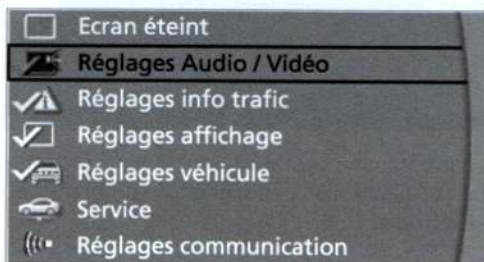 Ecran éteint
Réglages Audio / Vidéo
Réglages info trafic
Réglages affichage
Réglages véhicule
Service
Réglages communication